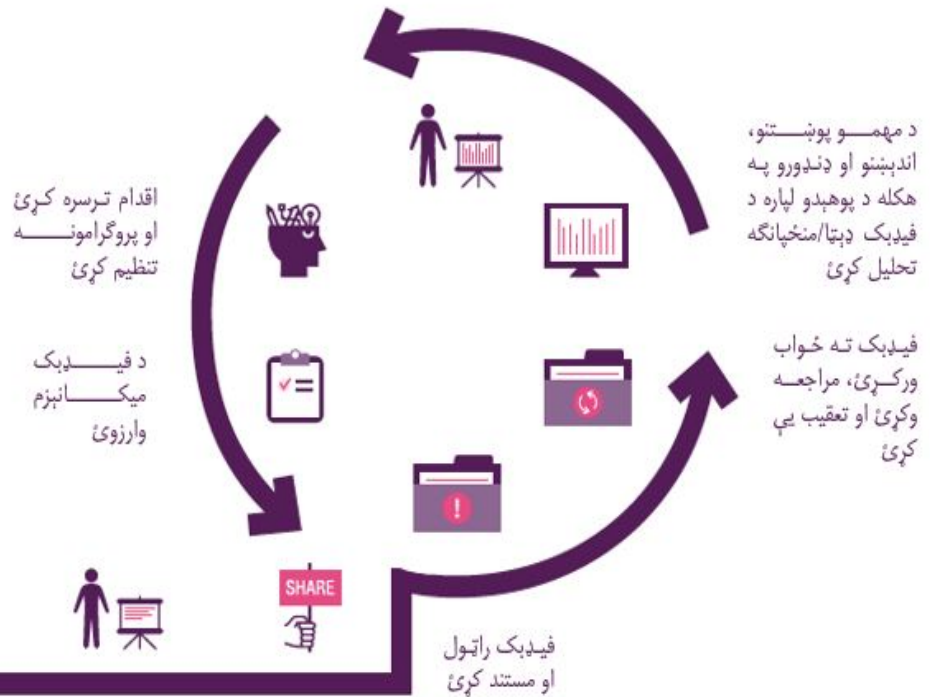 د مهمو پوښتنو،
اندېښنو او ډنډورو په
هکله د پوهېدو لپاره د
فیډبک ډېټا/منځپانګه
تحلیل کړئ
اقدام ترسره کړئ
او پروګرامونه
تنظیم کړئ
فیډبک ته ځواب
ورکړئ، مراجعه
وکړئ او تعقیب یې
کړئ
د فیډبک
میکانېزم
وارزوئ
SHARE
فیډبک راټول
او مستند کړئ